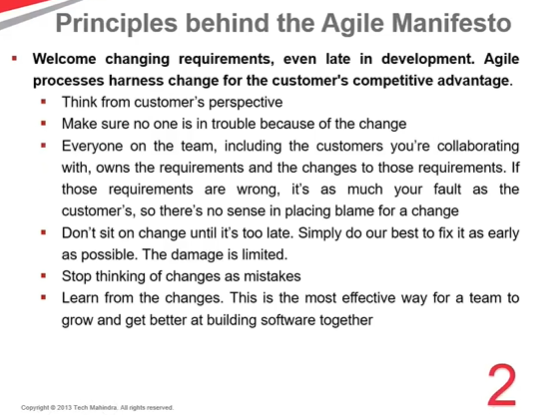 Principles behind the Agile Manifesto
Welcome changing requirements, even late in development. Agile
processes harness change for the customer's competitive advantage.
Think from customer's perspective
Make sure no one is in trouble because of the change
Everyone on the team, including the customers you're collaborating
with, owns the requirements and the changes to those requirements. If
those requirements are wrong, it's as much your fault as the
customer's, so there's no sense in placing blame for a change
Don't sit on change until it's too late. Simply do our best to fix it as early
as possible. The damage is limited.
Stop thinking of changes as mistakes
Learn from the changes. This is the most effective way for a team to
grow and get better at building software together
2
Copyright © 2013 Tech Mahindra. All rights reserved.